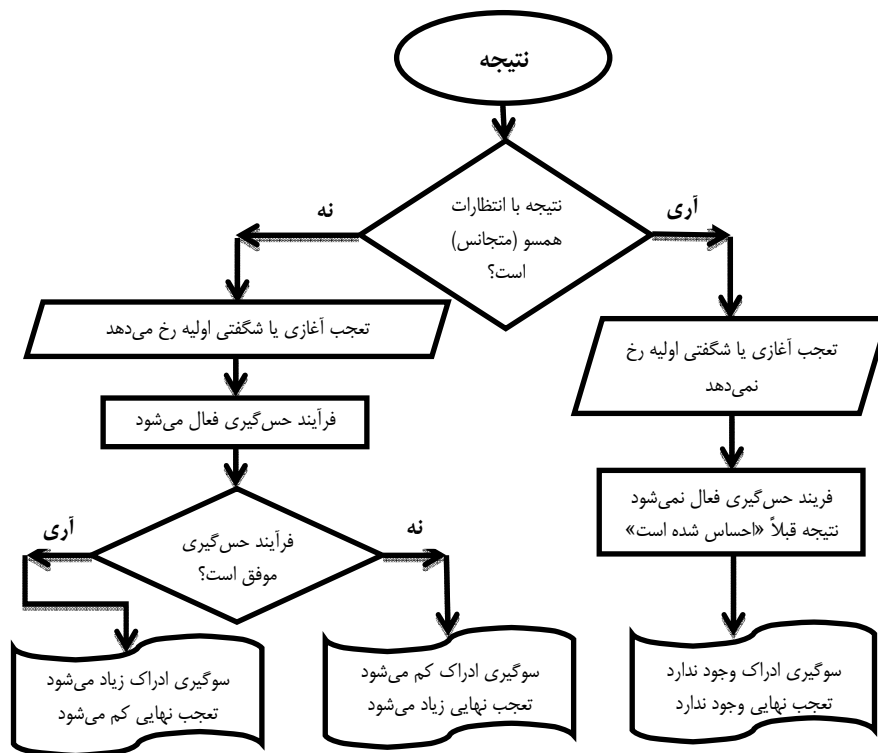 نتیجه
نتیجه با انتظارات
همسو (متجانس)
است؟
آری
نه
تعجب آغازی یا شگفتی اولیه رخ
نمی‌دهد
تعجب آغازی یا شگفتی اولیه رخ می‌دهد
فرآیند حس‌گیری فعال می‌شود
فریند حس‌گیری فعال نمی‌شود
نتیجه قبلاً «احساس شده است»
فرآیند حس‌گیری
موفق است؟
نه
آری
سوگیری ادراک وجود ندارد
تعجب نهایی وجود ندارد
سوگیری ادراک کم می‌شود
تعجب نهایی زیاد می‌شود
سوگیری ادراک زیاد می‌شود
تعجب نهایی کم می‌شود